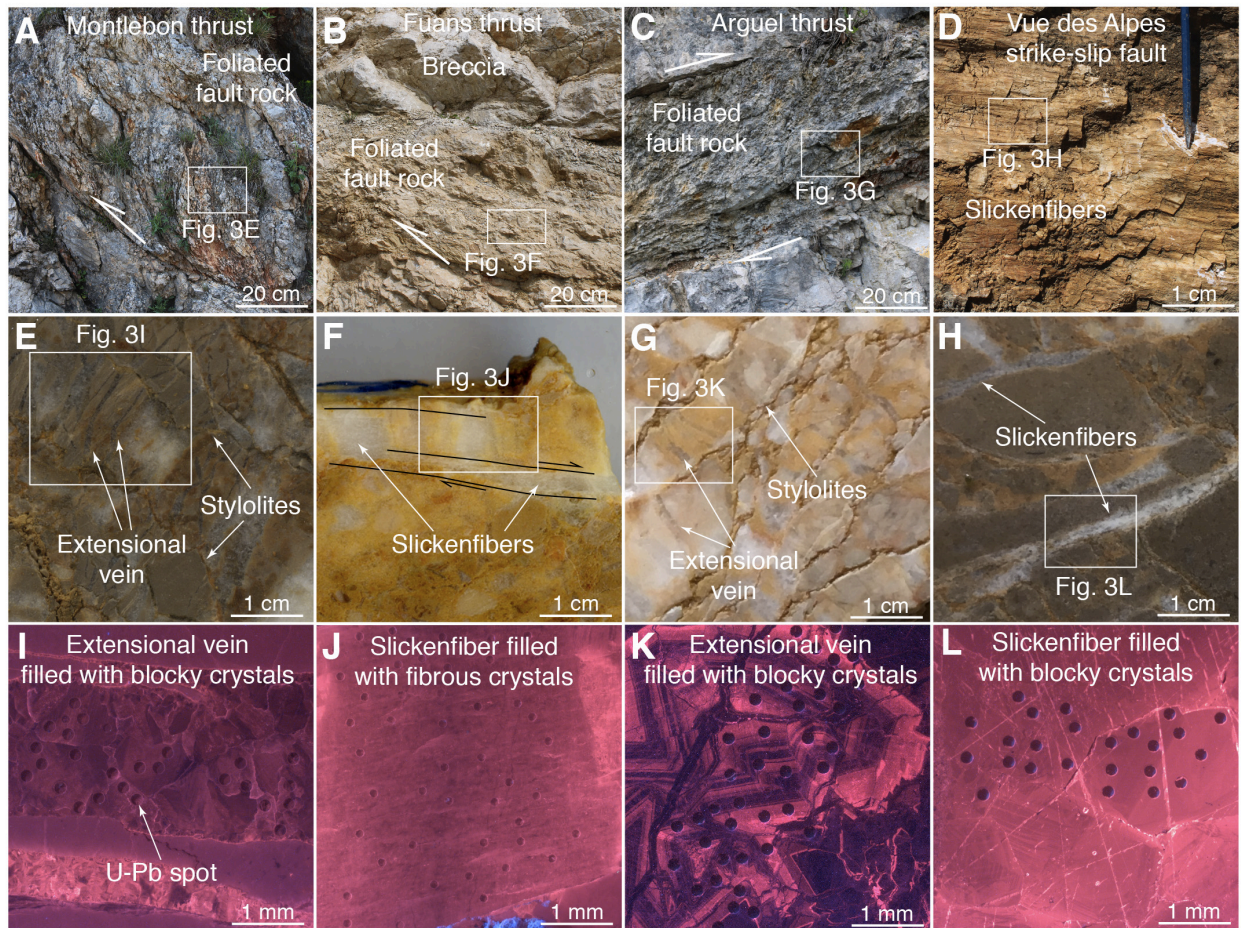 A
Montlebon thrust
Foliated
fault rock
Fig. 3E
20 cm
B
Fuans thrust
Breccia
Foliated
fault rock
Fig. 3F
20 cm
C
Arguel thrust
Foliated
fault rock
Fig. 3G
20 cm
D
Vue des Alpes
strike-slip fault
Fig. 3H
Slickenfibers
1 cm
E
Fig. 3I
Stylolites
Extensional
vein
1 cm
F
Fig. 3J
Slickenfibers
1 cm
G
Fig. 3K
Stylolites
Extensional
vein
1 cm
H
Slickenfibers
Fig. 3L
1 cm
I
Extensional vein
filled with blocky crystals
U-Pb spot
1 mm
J
Slickenfiber filled
with fibrous crystals
1 mm
K
Extensional vein
filled with blocky crystals
1 mm
L
Slickenfiber filled
with blocky crystals
1 mm